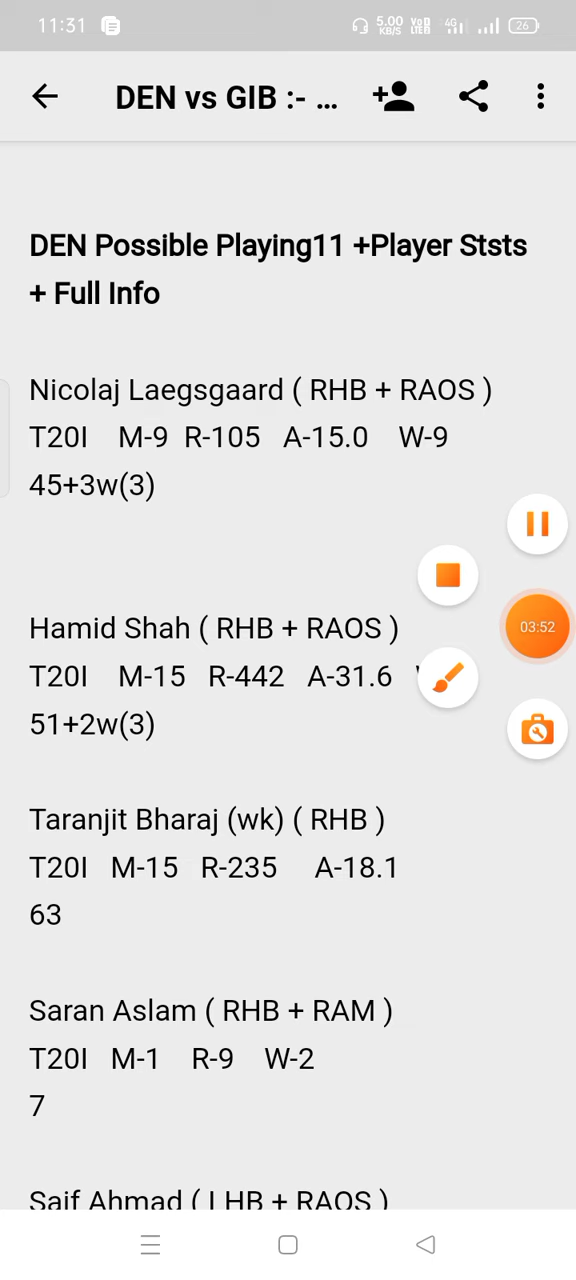 11:31
5.00 KB/S
VoD LTE
4G
26
DEN vs GIB :- ...
DEN Possible Playing11 +Player Ststs
+ Full Info
Nicolaj Laegsgaard ( RHB + RAOS )
T20I M-9 R-105 A-15.0 W-9
45+3w(3)
03:52
Hamid Shah ( RHB + RAOS )
T20I M-15 R-442 A-31.6
51+2w(3)
Taranjit Bharaj (wk) ( RHB )
T20I M-15 R-235 A-18.1
63
Saran Aslam ( RHB + RAM )
T20I M-1 R-9 W-2
7
Saif Ahmad ( LHB + RAOS )